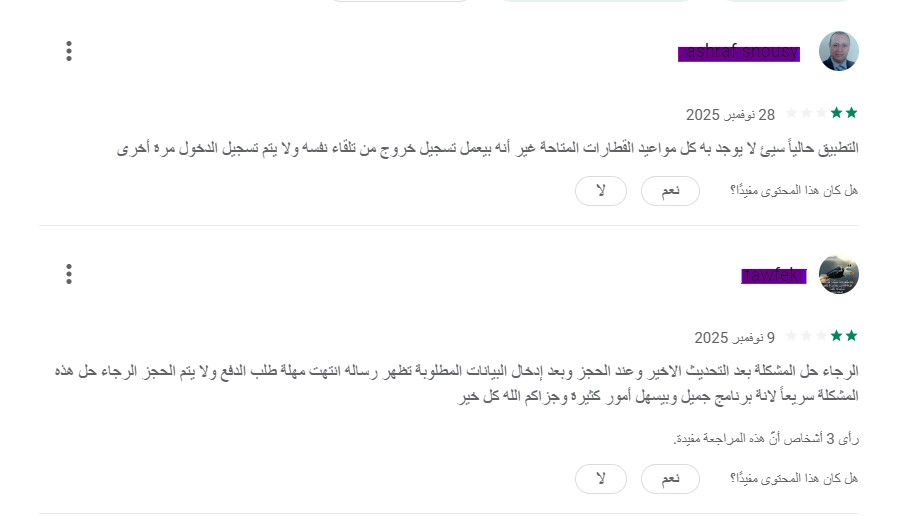 ashraf snousy
28 نوفمبر 2025
التطبيق حالياً سيئ لا يوجد به كل مواعيد القطارات المتاحة غير أنه بيعمل تسجيل خروج من تلقاء نفسه ولا يتم تسجيل الدخول مرة أخرى
هل كان هذا المحتوى مفيدًا؟ نعم لا
9 نوفمبر 2025
الرجاء حل المشكلة بعد التحديث الاخير وعند الحجز وبعد إدخال البيانات المطلوبة تظهر رساله انتهت مهلة طلب الدفع ولا يتم الحجز الرجاء حل هذه
المشكلة سريعاً لانة برنامج جميل وبيسهل أمور كثيرة وجزاكم الله كل خير
رأى 3 أشخاص أنّ هذه المراجعة مفيدة.
هل كان هذا المحتوى مفيدًا؟ نعم لا